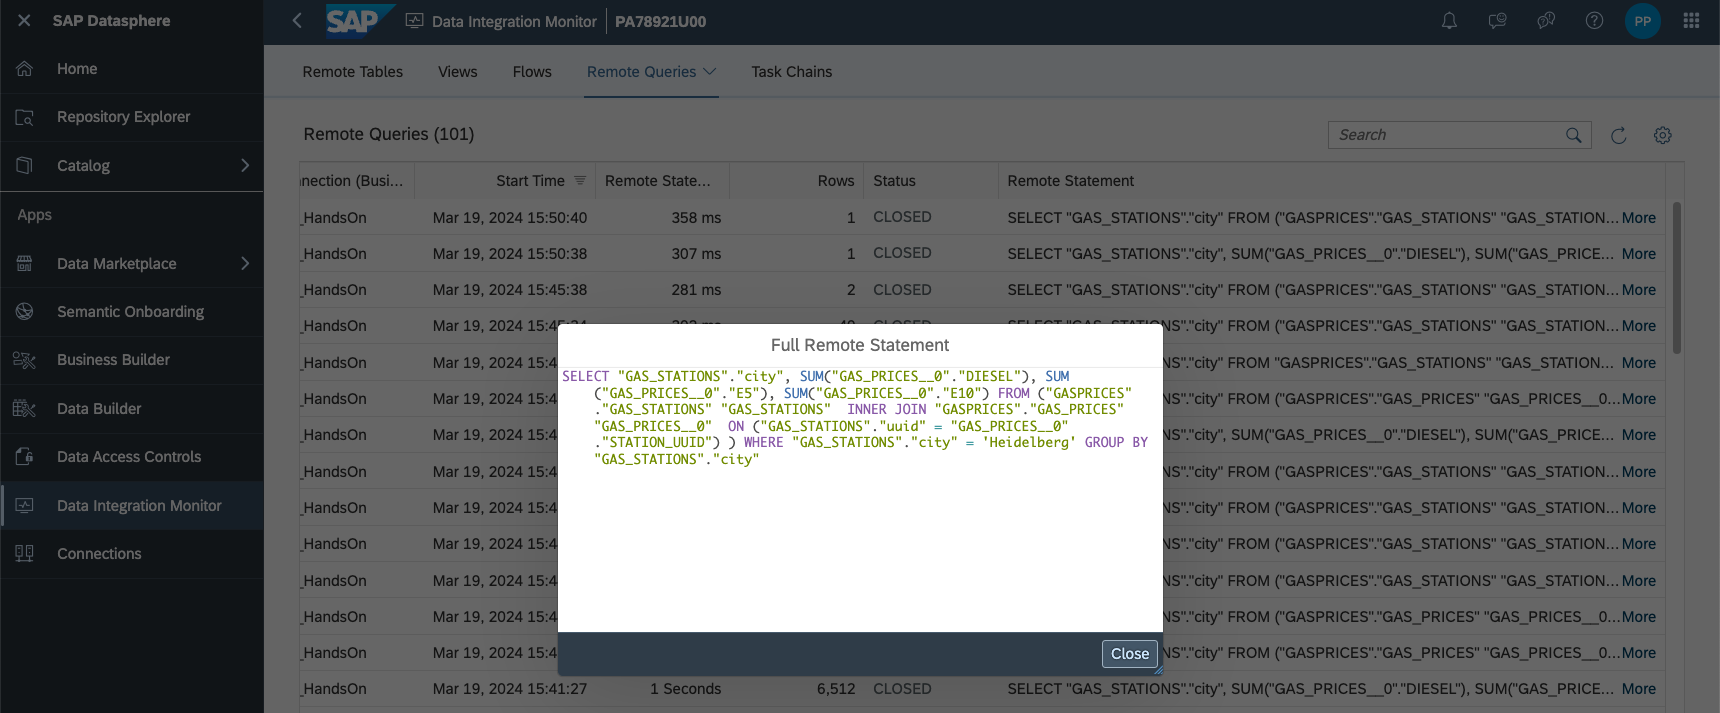 SAP Datasphere
Home
Repository Explorer
Catalog
Apps
Data Marketplace
Semantic Onboarding
Business Builder
Data Builder
Data Access Controls
Data Integration Monitor
Connections
SAP Data Integration Monitor PA78921U00 PP
Remote Tables Views Flows Remote Queries Task Chains
Remote Queries (101) Search
nnection (Busi... Start Time Remote State... Rows Status Remote Statement
_HandsOn Mar 19, 2024 15:50:40 358 ms 1 CLOSED SELECT "GAS_STATIONS"."city" FROM ("GASPRICES"."GAS_STATIONS" "GAS_STATION... More
_HandsOn Mar 19, 2024 15:50:38 307 ms 1 CLOSED SELECT "GAS_STATIONS"."city", SUM("GAS_PRICES__0"."DIESEL"), SUM("GAS_PRICE... More
_HandsOn Mar 19, 2024 15:45:38 281 ms 2 CLOSED SELECT "GAS_STATIONS"."city" FROM ("GASPRICES"."GAS_STATIONS" "GAS_STATION... More
_HandsOn Mar 19, 2024 "city" FROM ("GASPRICES"."GAS_STATIONS" "GAS_STATION... More
_HandsOn Mar 19, 2024 15:4 NS"."city" FROM "GASPRICES"."GAS_STATIONS" "GAS_STATION... More
_HandsOn Mar 19, 2024 15:4 NS"."city" FROM ("GASPRICES"."GAS_STATIONS" "GAS_STATION... More
_HandsOn Mar 19, 2024 15:4 NS"."city", SUM("GAS_PRICES__0"."DIESEL"), SUM("GAS_PRICE... More
_HandsOn Mar 19, 2024 15:4 NS"."city" FROM ("GASPRICES"."GAS_STATIONS" "GAS_STATION... More
_HandsOn Mar 19, 2024 15:4 NS"."city" FROM ("GASPRICES"."GAS_STATIONS" "GAS_STATION... More
_HandsOn Mar 19, 2024 15:4 NS"."city" FROM ("GASPRICES"."GAS_STATIONS" "GAS_STATION... More
_HandsOn Mar 19, 2024 15:4 NS"."city" FROM ("GASPRICES"."GAS_STATIONS" "GAS_STATION... More
_HandsOn Mar 19, 2024 15:4 NS"."city" FROM ("GASPRICES"."GAS_PRICES" "GAS_PRICES__0... More
_HandsOn Mar 19, 2024 15:4 NS"."city" FROM ("GASPRICES"."GAS_PRICES" "GAS_PRICES__0... More
_HandsOn Mar 19, 2024 15:41:27 1 Seconds 6,512 CLOSED SELECT "GAS_STATIONS"."city", SUM("GAS_PRICES__0"."DIESEL"), SUM("GAS_PRICE... More
Full Remote Statement
SELECT "GAS_STATIONS"."city", SUM("GAS_PRICES__0"."DIESEL"), SUM
("GAS_PRICES__0"."E5"), SUM("GAS_PRICES__0"."E10") FROM ("GASPRICES"
."GAS_STATIONS" "GAS_STATIONS" INNER JOIN "GASPRICES"."GAS_PRICES"
"GAS_PRICES__0" ON ("GAS_STATIONS"."uuid" = "GAS_PRICES__0"
."STATION_UUID") ) WHERE "GAS_STATIONS"."city" = 'Heidelberg' GROUP BY
"GAS_STATIONS"."city"
Close